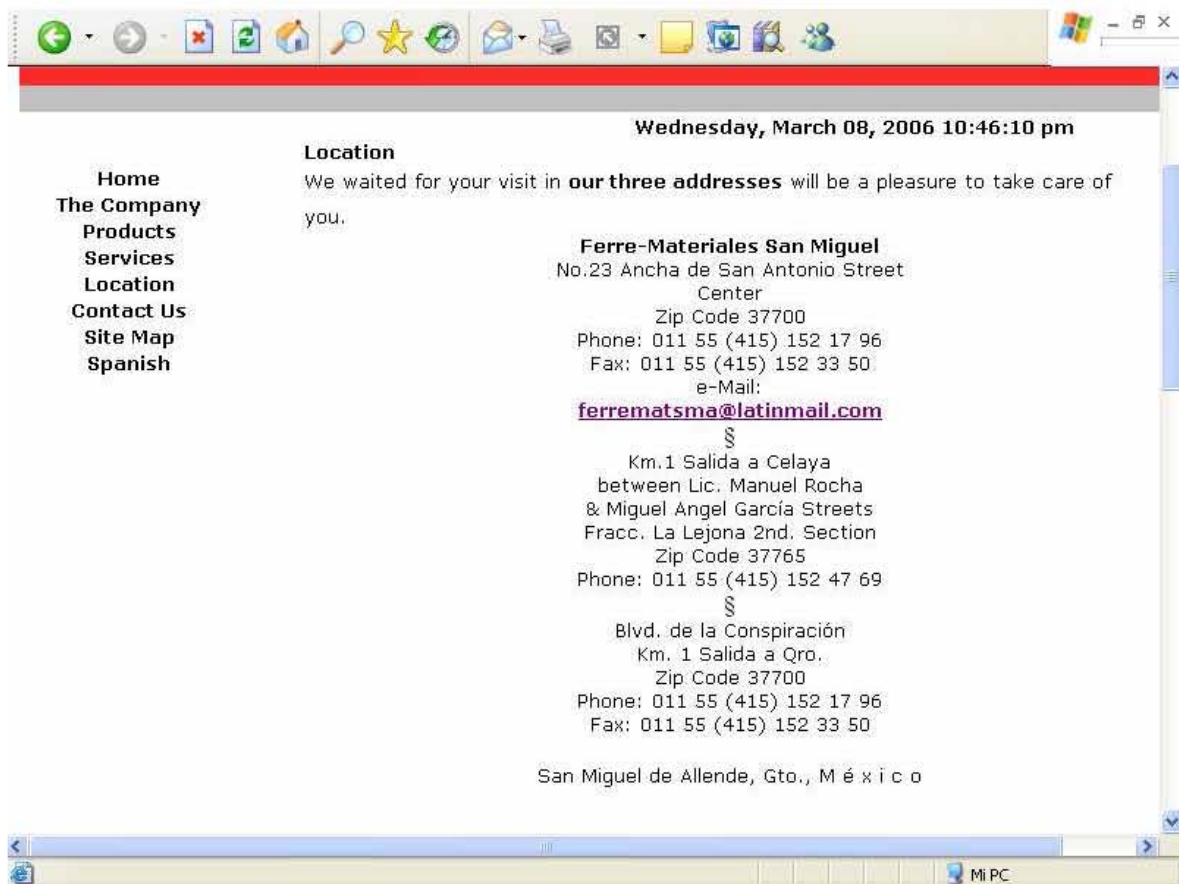 Wednesday, March 08, 2006 10:46:10 pm
Home
The Company
Products
Services
Location
Contact Us
Site Map
Spanish
Location
We waited for your visit in our three addresses will be a pleasure to take care of
you.
Ferre-Materiales San Miguel
No.23 Ancha de San Antonio Street
Center
Zip Code 37700
Phone: 011 55 (415) 152 17 96
Fax: 011 55 (415) 152 33 50
e-Mail:
ferrematsma@latinmail.com
§
Km.1 Salida a Celaya
between Lic. Manuel Rocha
& Miguel Angel García Streets
Fracc. La Lejona 2nd. Section
Zip Code 37765
Phone: 011 55 (415) 152 47 69
§
Blvd. de la Conspiración
Km. 1 Salida a Qro.
Zip Code 37700
Phone: 011 55 (415) 152 17 96
Fax: 011 55 (415) 152 33 50
San Miguel de Allende, Gto., M é x i c o
Mi PC